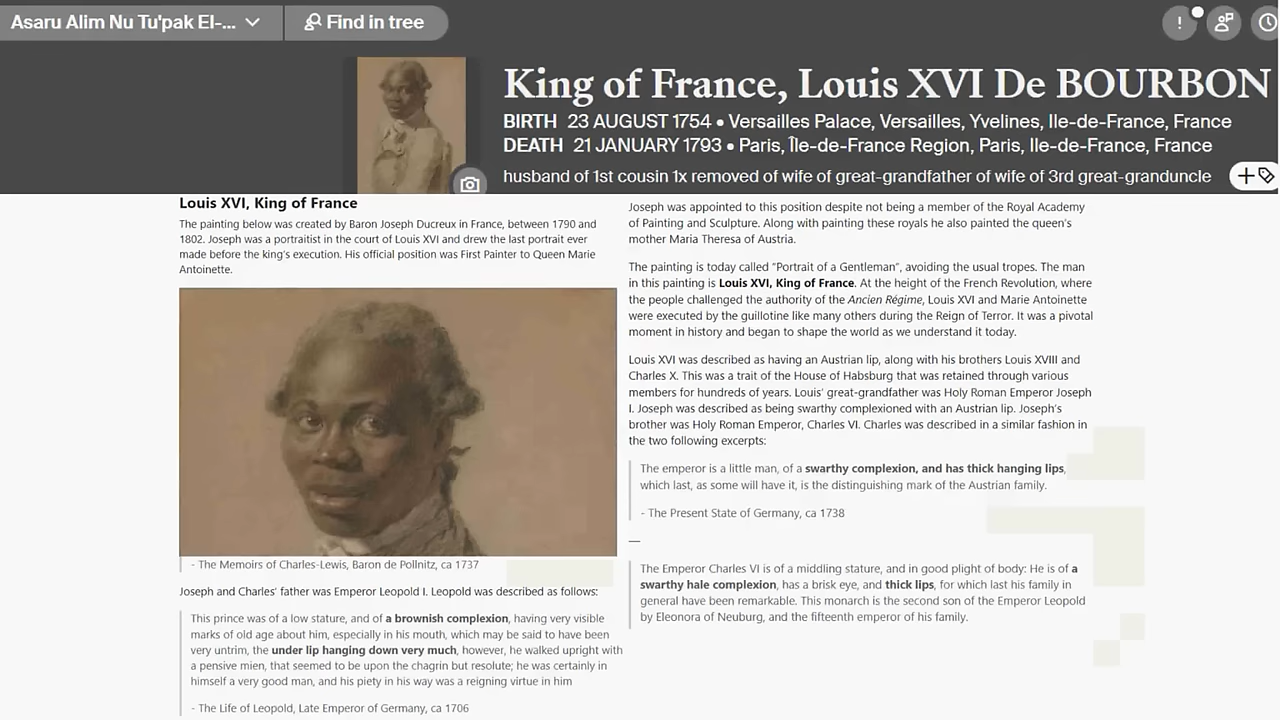 Asaru Alim Nu Tu'pak El-...
Find in tree
King of France, Louis XVI De BOURBON
BIRTH 23 AUGUST 1754 • Versailles Palace, Versailles, Yvelines, Ile-de-France, France
DEATH 21 JANUARY 1793 • Paris, Île-de-France Region, Paris, Ile-de-France, France
husband of 1st cousin 1x removed of wife of great-grandfather of wife of 3rd great-granduncle
Louis XVI, King of France
The painting below was created by Baron Joseph Ducreux in France, between 1790 and
1802. Joseph was a portraitist in the court of Louis XVI and drew the last portrait ever
made before the king's execution. His official position was First Painter to Queen Marie
Antoinette.
- The Memoirs of Charles-Lewis, Baron de Pollnitz, ca 1737
Joseph and Charles' father was Emperor Leopold I. Leopold was described as follows:
This prince was of a low stature, and of a brownish complexion, having very visible
marks of old age about him, especially in his mouth, which may be said to have been
very untrim, the under lip hanging down very much, however, he walked upright with
a pensive mien, that seemed to be upon the chagrin but resolute; he was certainly in
himself a very good man, and his piety in his way was a reigning virtue in him
- The Life of Leopold, Late Emperor of Germany, ca 1706
Joseph was appointed to this position despite not being a member of the Royal Academy
of Painting and Sculpture. Along with painting these royals he also painted the queen's
mother Maria Theresa of Austria.
The painting is today called "Portrait of a Gentleman", avoiding the usual tropes. The man
in this painting is Louis XVI, King of France. At the height of the French Revolution, where
the people challenged the authority of the Ancien Régime, Louis XVI and Marie Antoinette
were executed by the guillotine like many others during the Reign of Terror. It was a pivotal
moment in history and began to shape the world as we understand it today.
Louis XVI was described as having an Austrian lip, along with his brothers Louis XVIII and
Charles X. This was a trait of the House of Habsburg that was retained through various
members for hundreds of years. Louis' great-grandfather was Holy Roman Emperor Joseph
I. Joseph was described as being swarthy complexioned with an Austrian lip. Joseph's
brother was Holy Roman Emperor, Charles VI. Charles was described in a similar fashion in
the two following excerpts:
The emperor is a little man, of a swarthy complexion, and has thick hanging lips,
which last, as some will have it, is the distinguishing mark of the Austrian family.
- The Present State of Germany, ca 1738
—
The Emperor Charles VI is of a middling stature, and in good plight of body: He is of a
swarthy hale complexion, has a brisk eye, and thick lips, for which last his family in
general have been remarkable. This monarch is the second son of the Emperor Leopold
by Eleonora of Neuburg, and the fifteenth emperor of his family.